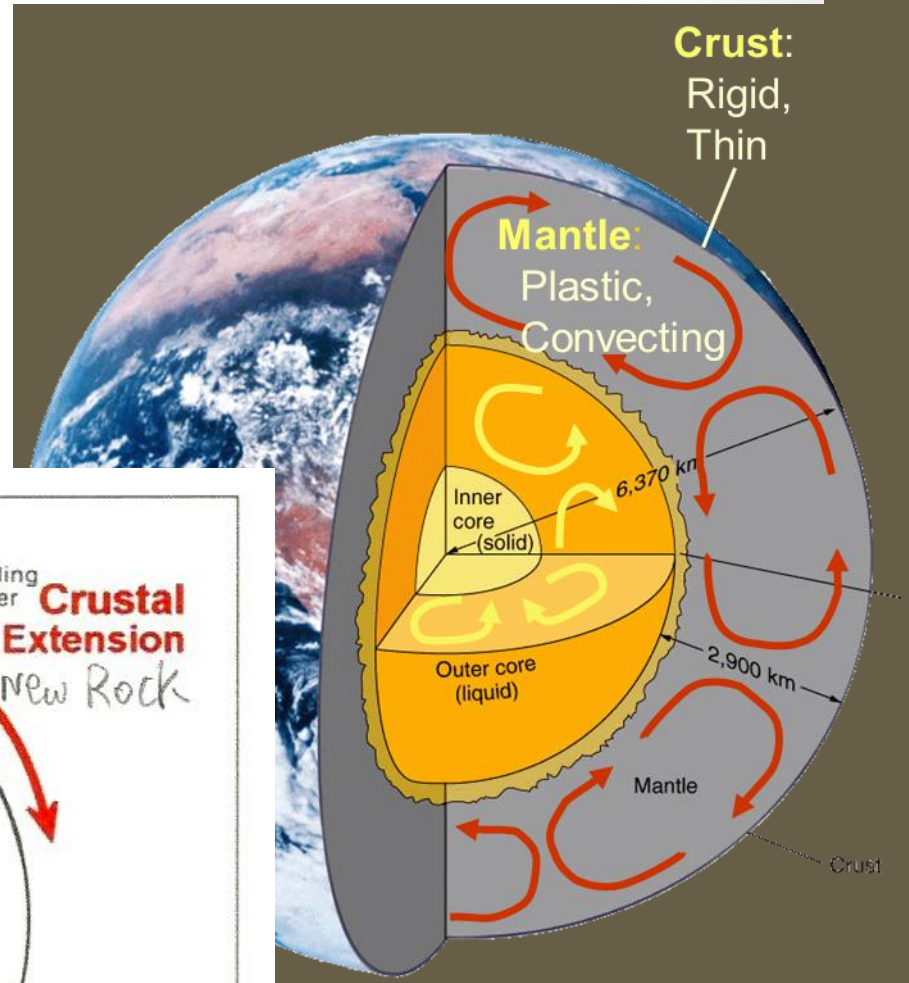 Crust:
Rigid,
Thin
Mantle:
Plastic,
Convecting
6,370 km
Inner
core
(solid)
Crustal
Extension
New Rock
Outer core
(liquid)
2,900 km
Mantle
Crust